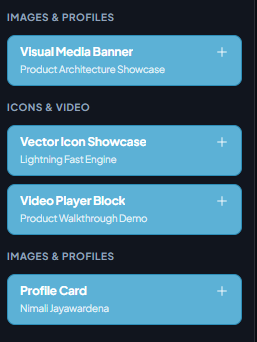 IMAGES & PROFILES
Visual Media Banner
Product Architecture Showcase
ICONS & VIDEO
Vector Icon Showcase
Lightning Fast Engine
Video Player Block
Product Walkthrough Demo
IMAGES & PROFILES
Profile Card
Nimali Jayawardena